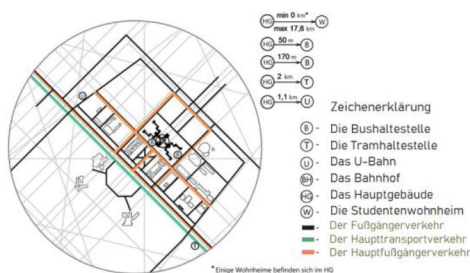 HG min 0 km* W
max 17,6 km
HG 50 m B
HG 170 m B
HG 2 km T
HG 1,1 km U
Zeichenerklärung
B - Die Bushaltestelle
T - Die Tramhaltestelle
U - Das U-Bahn
BH - Das Bahnhof
HG - Das Hauptgebäude
W - Die Studentenwohnheim
- Der Fußgängerverkehr
- Der Haupttransportverkehr
- Der Hauptfußgängerverkehr
* Einige Wohnheime befinden sich im HG
U
T